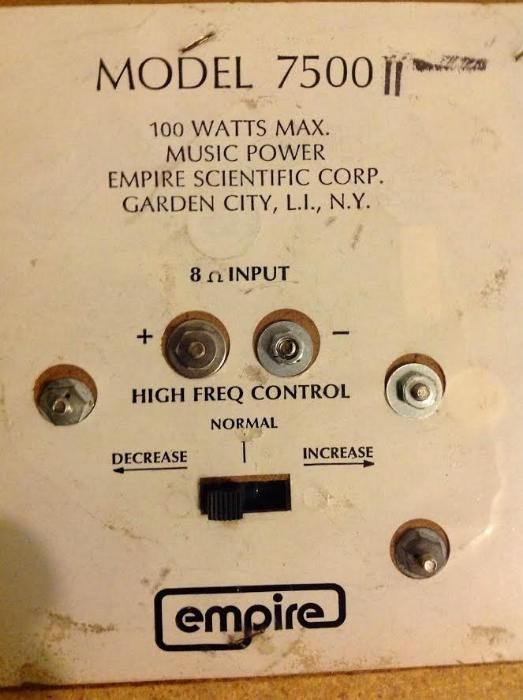 MODEL 7500 II
100 WATTS MAX.
MUSIC POWER
EMPIRE SCIENTIFIC CORP.
GARDEN CITY, L.I., N.Y.
8 Ω INPUT
+ −
HIGH FREQ CONTROL
NORMAL
DECREASE INCREASE
empire